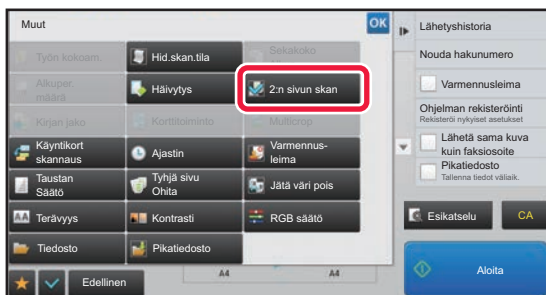 Muut
OK
Työn kokoam.
Hid.skan.tila
Sekakoko
Alkuper.
määrä
Häivytys
2:n sivun skan
Kirjan jako
Korttitoiminto
Multicrop
Käyntikort
skannaus
Ajastin
Varmennus-
leima
Taustan
Säätö
Tyhjä sivu
Ohita
Jätä väri pois
AA Terävyys
Kontrasti
RGB säätö
Tiedosto
Pikatiedosto
Edellinen
A4
A4
Lähetyshistoria
Nouda hakunumero
Varmennusleima
Ohjelman rekisteröinti
Rekisteröi nykyiset asetukset
Lähetä sama kuva
kuin faksiosoite
Pikatiedosto
Tallenna tiedot väliaik.
Esikatselu
CA
Aloita